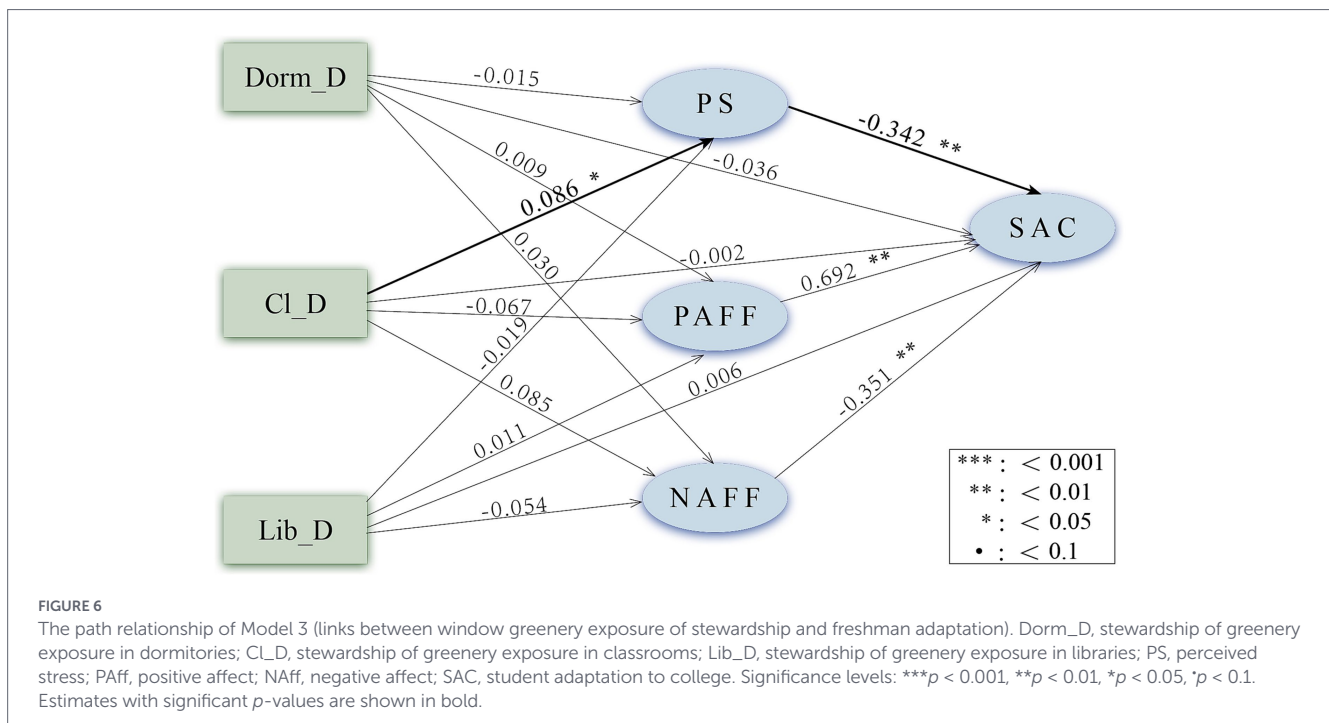 Dorm_D
-0.015
PS
-0.342 **
-0.036
0.009
0.086 *
0.030
SAC
Cl_D
-0.002
0.692 **
-0.067
PAFF
-0.019
0.006
-0.351 **
0.085
0.011
Lib_D
-0.054
NAFF
*** : < 0.001
** : < 0.01
* : < 0.05
• : < 0.1
FIGURE 6
The path relationship of Model 3 (links between window greenery exposure of stewardship and freshman adaptation). Dorm_D, stewardship of greenery
exposure in dormitories; Cl_D, stewardship of greenery exposure in classrooms; Lib_D, stewardship of greenery exposure in libraries; PS, perceived
stress; PAff, positive affect; NAff, negative affect; SAC, student adaptation to college. Significance levels: ***p < 0.001, **p < 0.01, *p < 0.05, •p < 0.1.
Estimates with significant p-values are shown in bold.